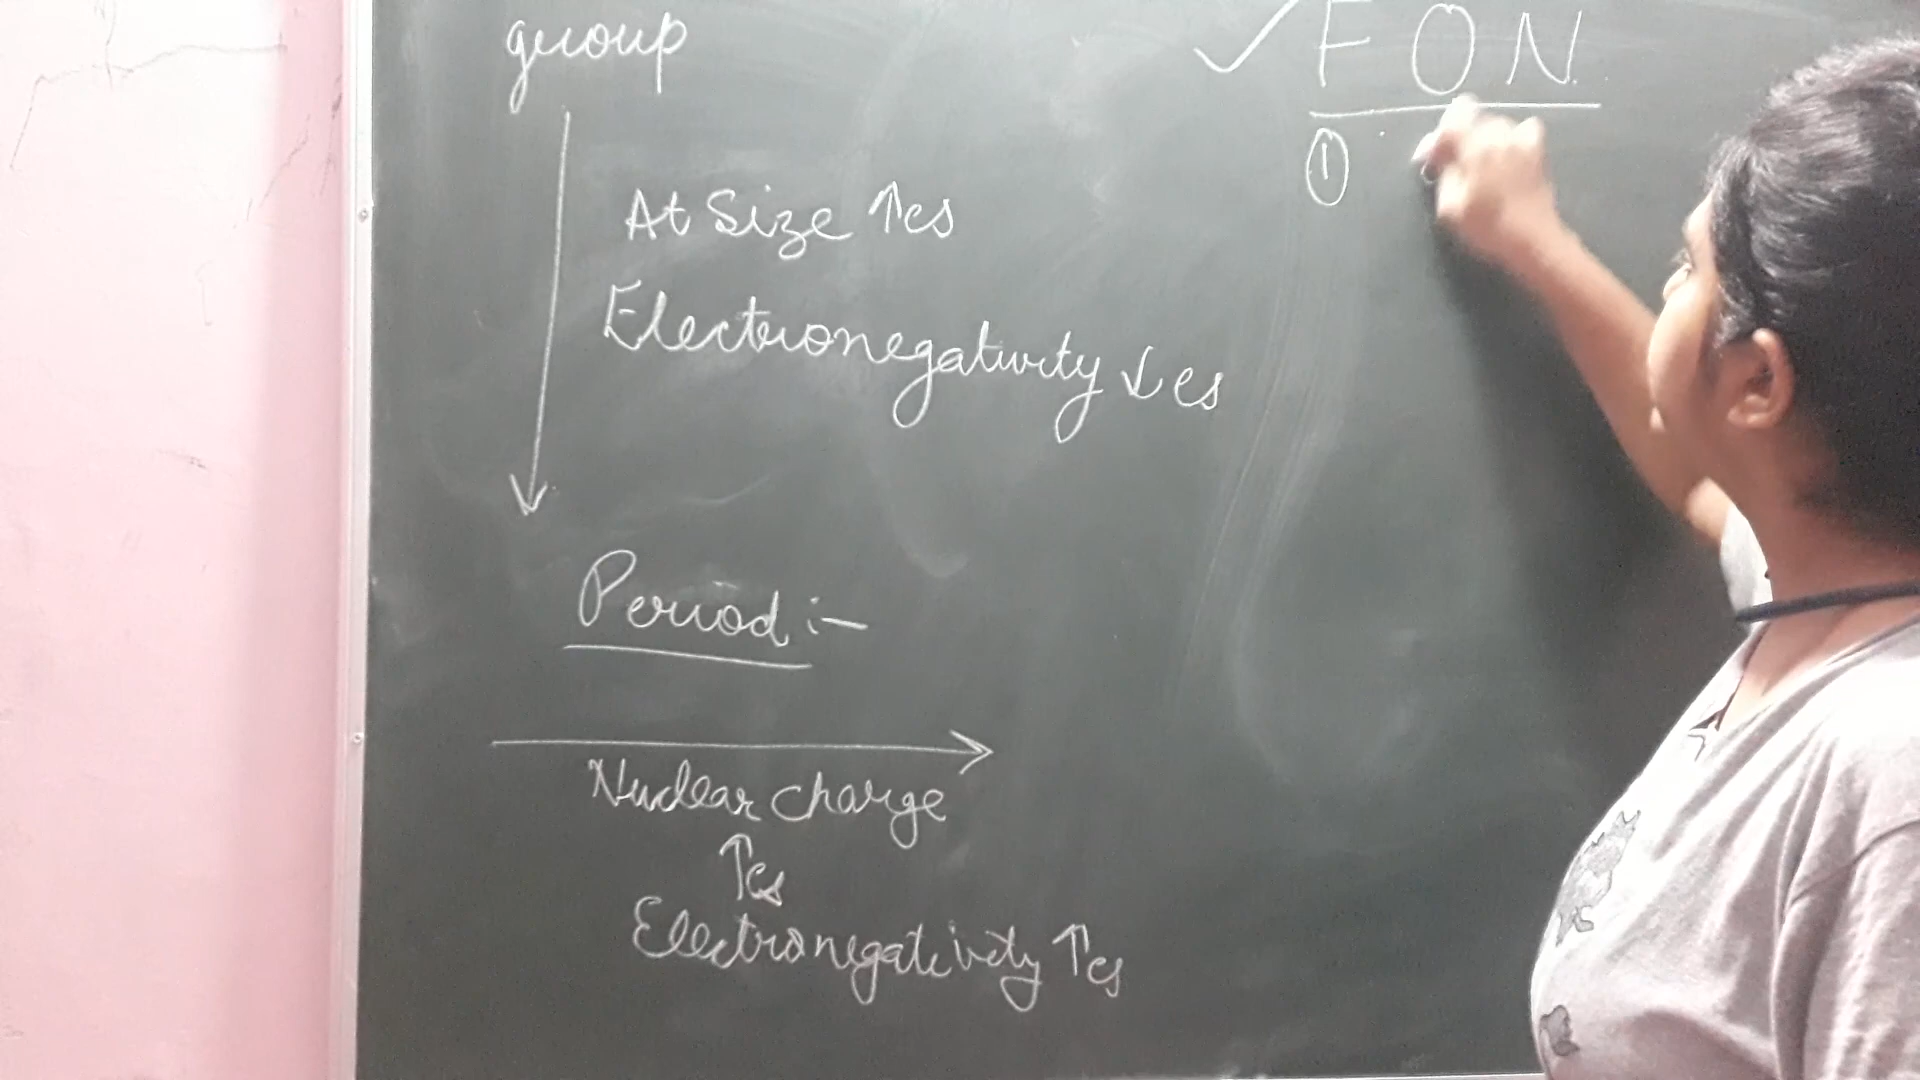 group
At Size ↑es
Electronegativity ↓es
Period :-
Nuclear charge
↑es
Electronegativity ↑es
✓ F O N
①